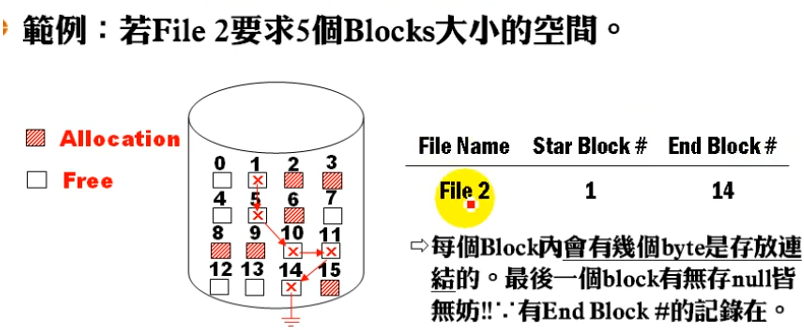 範例：若File 2要求5個Blocks大小的空間。
Allocation
Free
0 1 2 3
4 5 6 7
8 9 10 11
12 13 14 15
File Name Star Block # End Block #
File 2 1 14
⇨每個Block內會有幾個byte是存放連
結的。最後一個block有無存null皆
無妨!!∵有End Block #的記錄在。